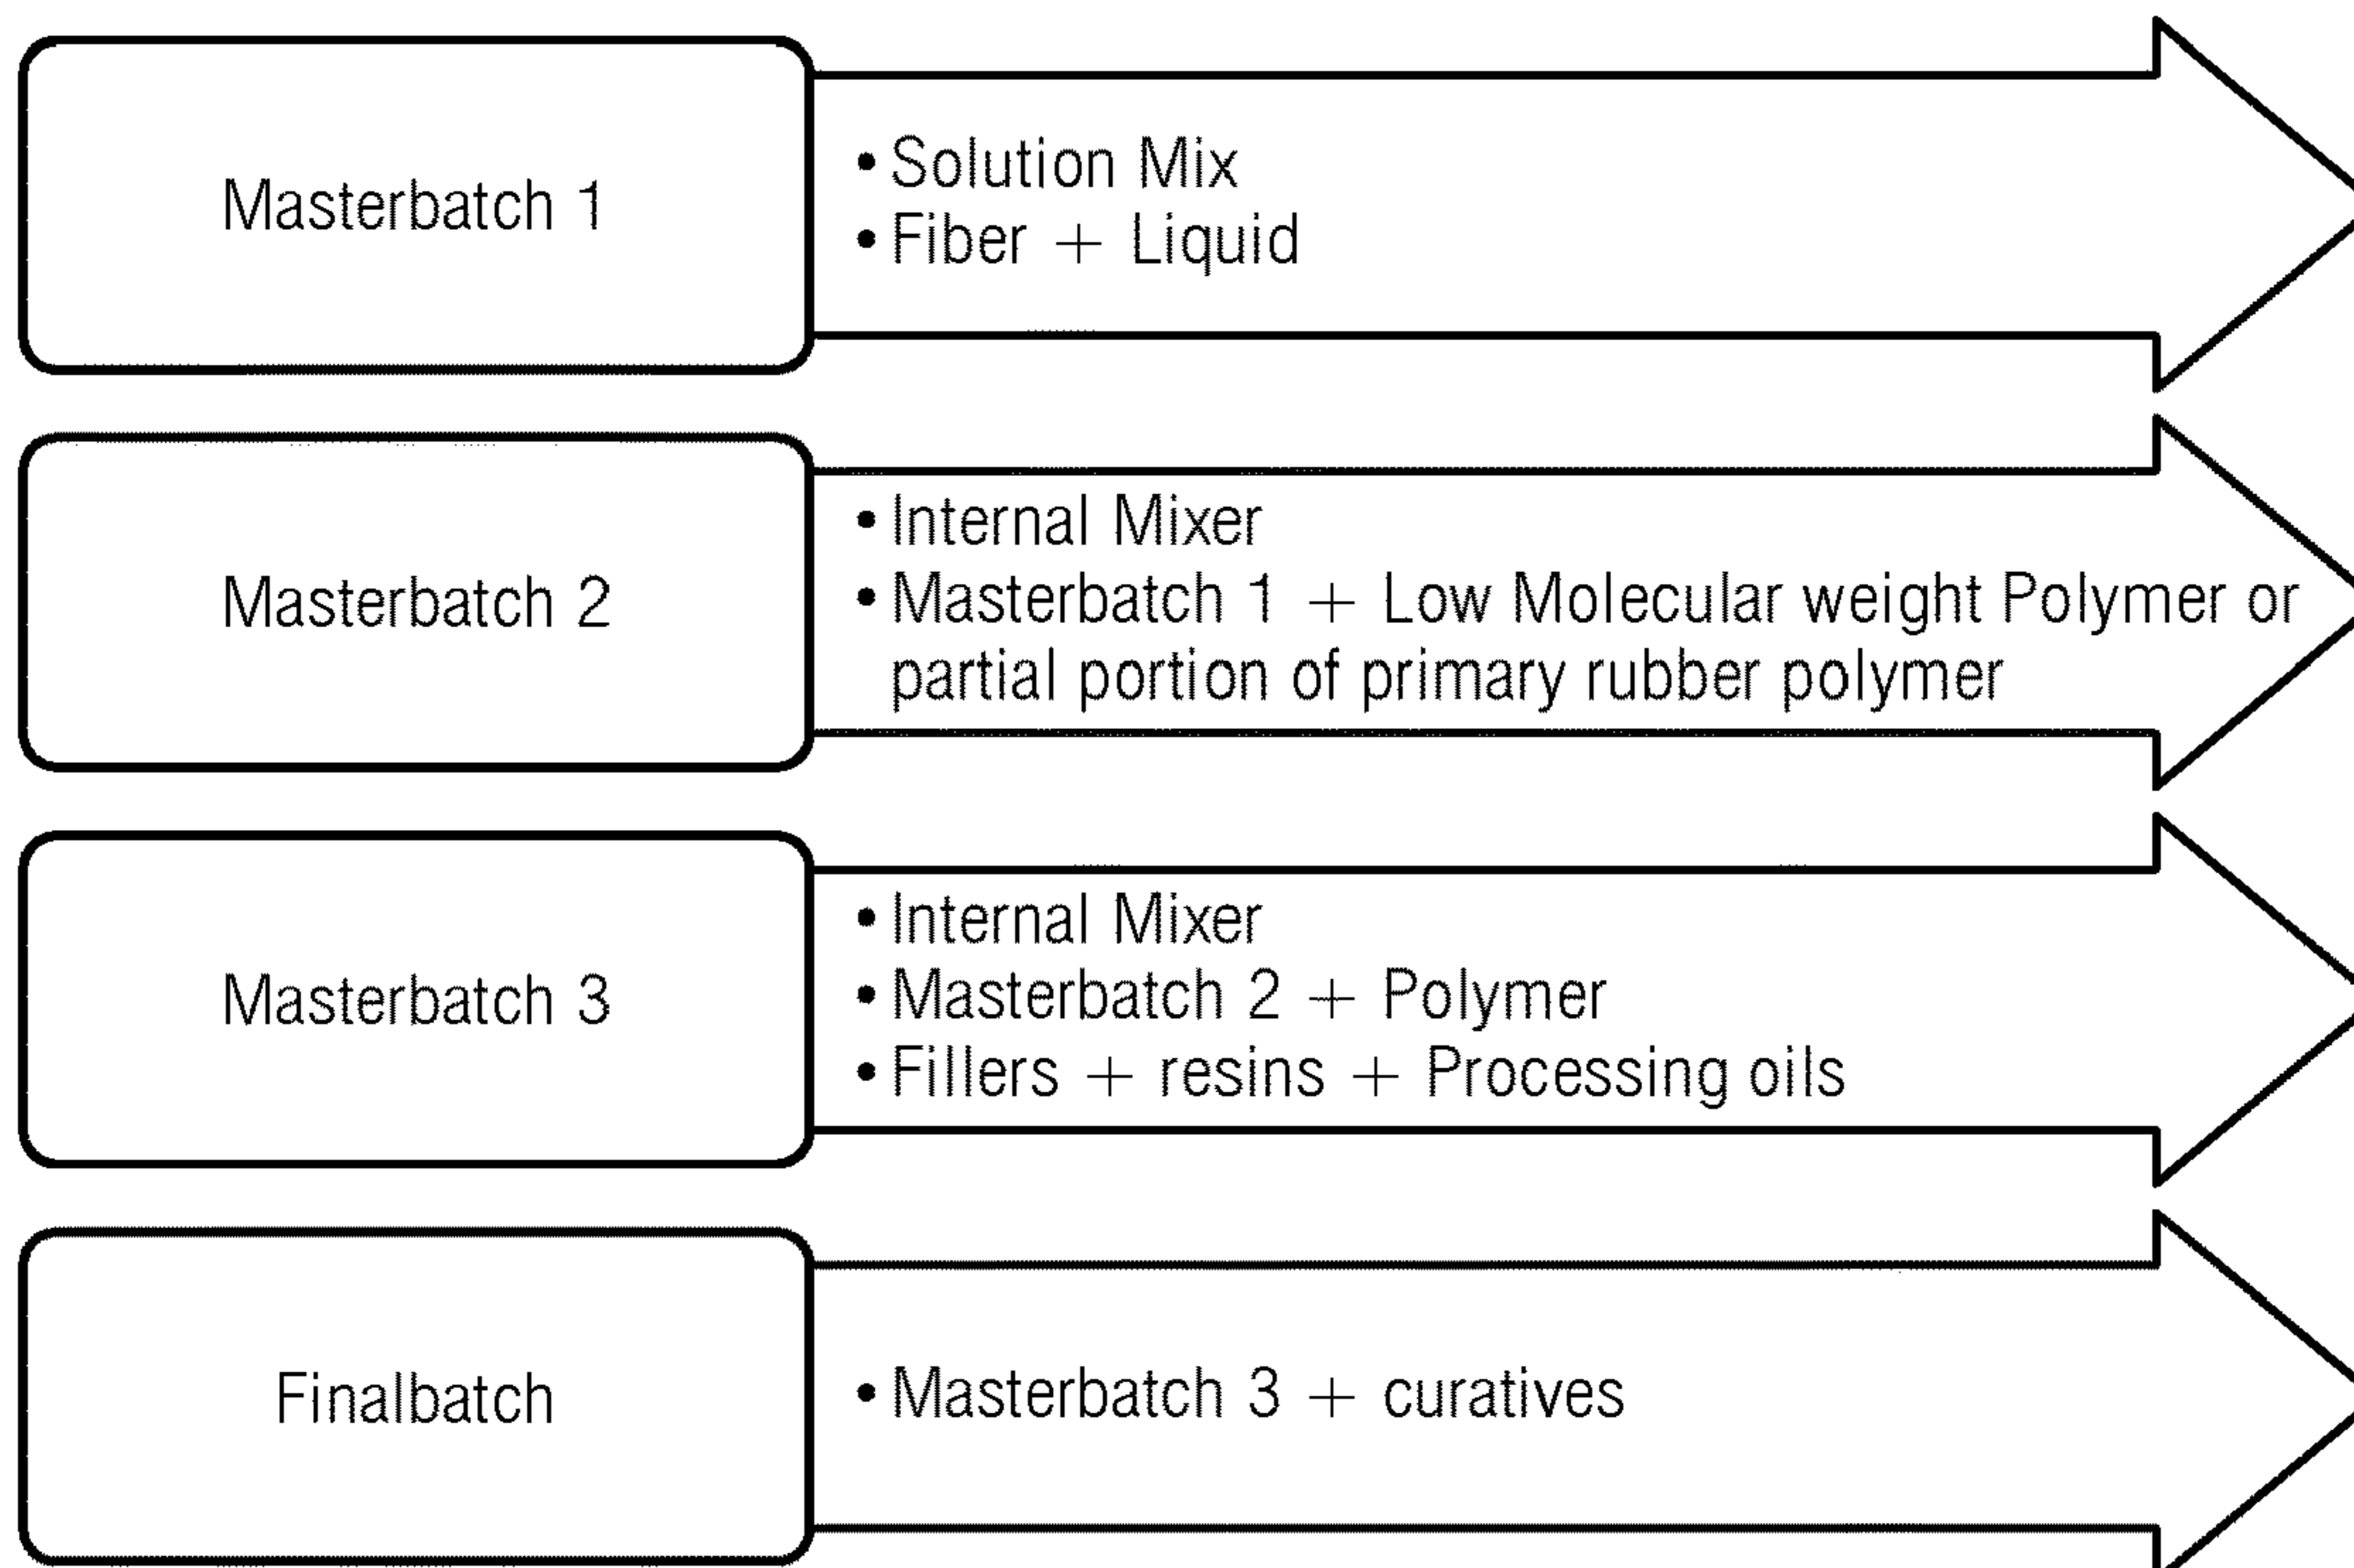 Masterbatch 1
• Solution Mix
• Fiber + Liquid
Masterbatch 2
• Internal Mixer
• Masterbatch 1 + Low Molecular weight Polymer or
partial portion of primary rubber polymer
Masterbatch 3
• Internal Mixer
• Masterbatch 2 + Polymer
• Fillers + resins + Processing oils
Finalbatch
• Masterbatch 3 + curatives